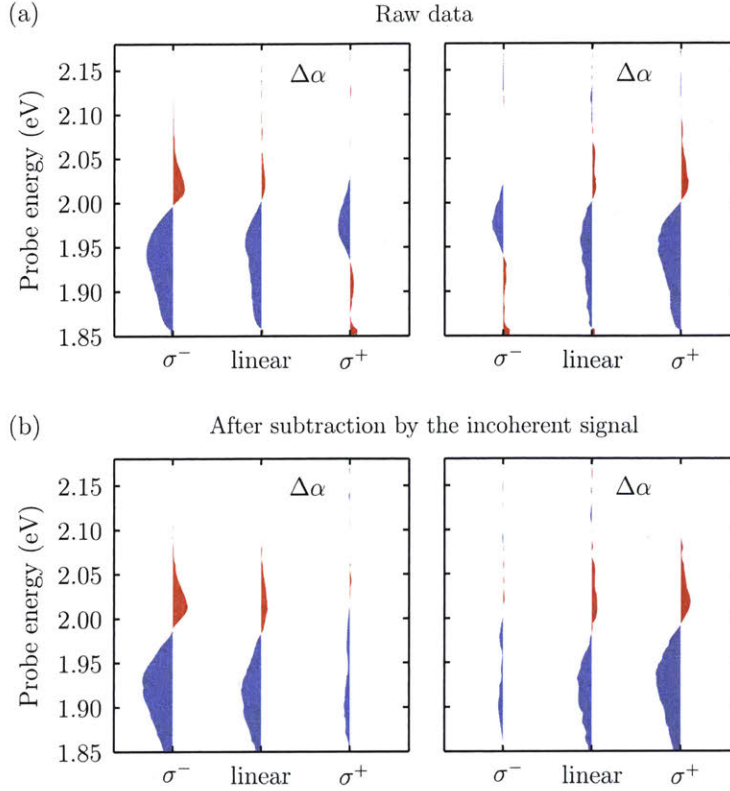 (a) Raw data
Δα Δα
Probe energy (eV)
2.15
2.10
2.05
2.00
1.95
1.90
1.85
σ⁻ linear σ⁺ σ⁻ linear σ⁺
(b) After subtraction by the incoherent signal
Δα Δα
Probe energy (eV)
2.15
2.10
2.05
2.00
1.95
1.90
1.85
σ⁻ linear σ⁺ σ⁻ linear σ⁺